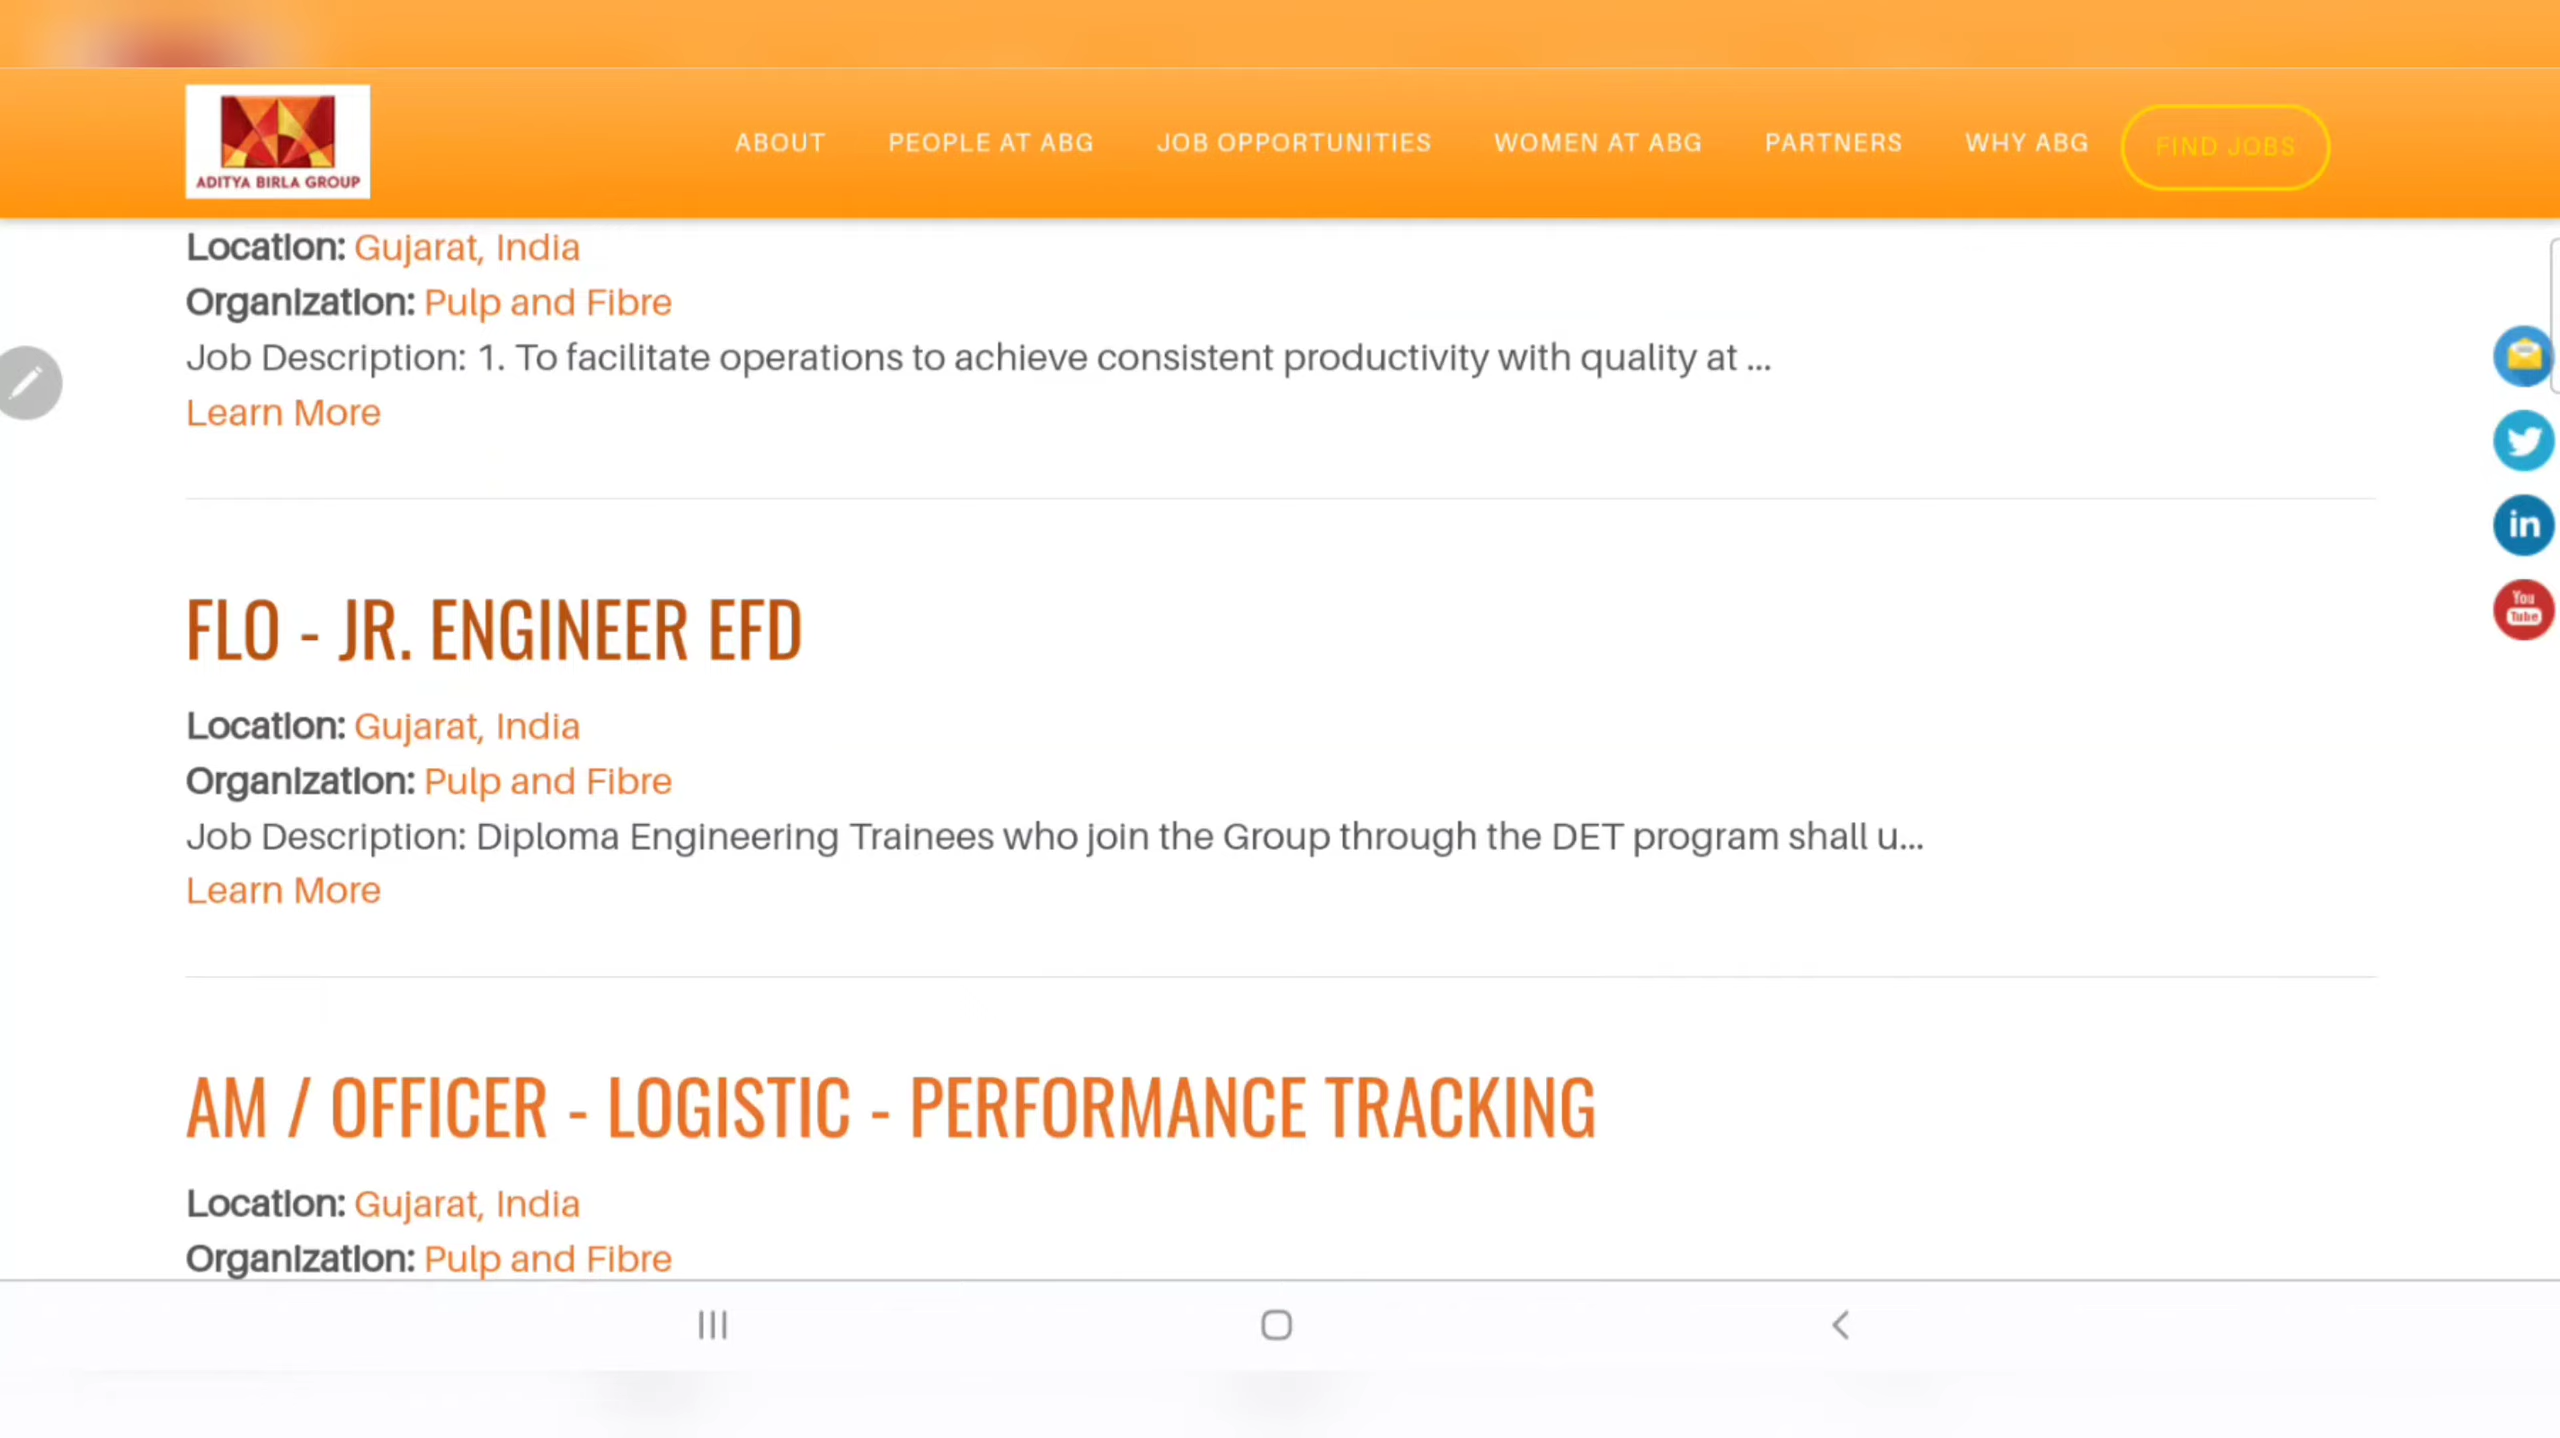 ADITYA BIRLA GROUP
ABOUT PEOPLE AT ABG JOB OPPORTUNITIES WOMEN AT ABG PARTNERS WHY ABG FIND JOBS
Location: Gujarat, India
Organization: Pulp and Fibre
Job Description: 1. To facilitate operations to achieve consistent productivity with quality at ...
Learn More
FLO - JR. ENGINEER EFD
Location: Gujarat, India
Organization: Pulp and Fibre
Job Description: Diploma Engineering Trainees who join the Group through the DET program shall u...
Learn More
AM / OFFICER - LOGISTIC - PERFORMANCE TRACKING
Location: Gujarat, India
Organization: Pulp and Fibre
in
You
Tube